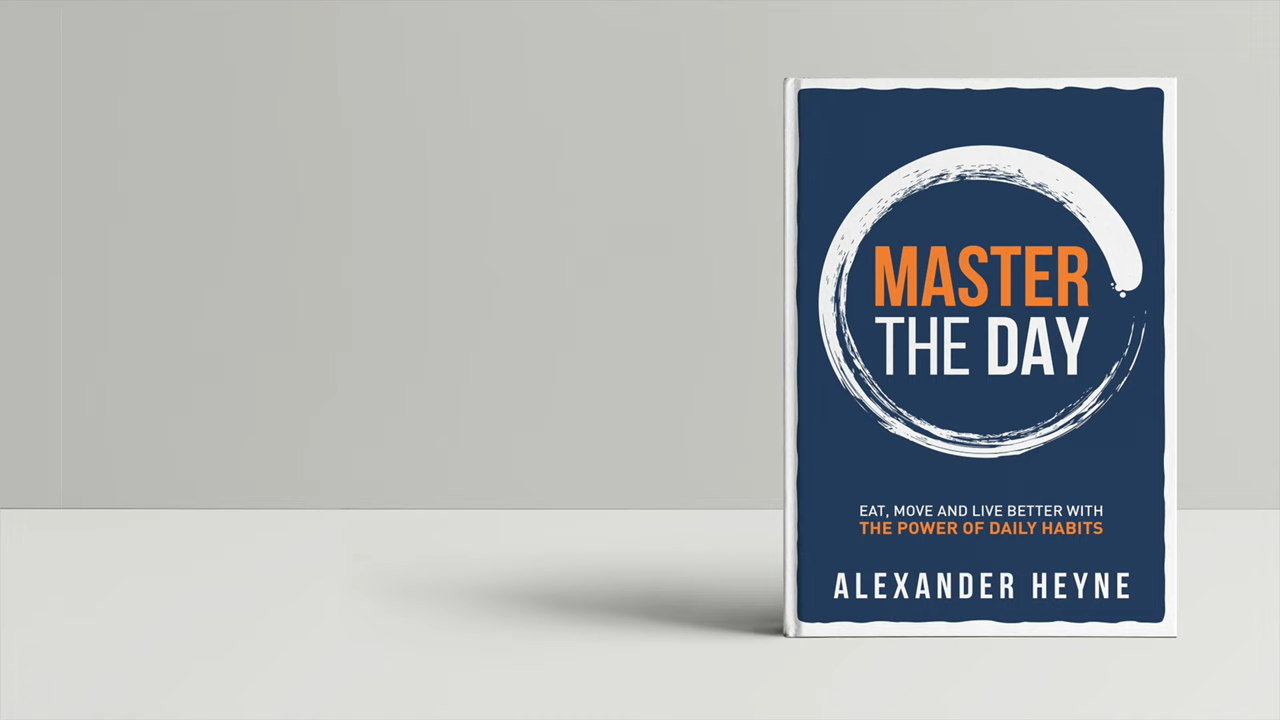 MASTER
THE DAY
EAT, MOVE AND LIVE BETTER WITH
THE POWER OF DAILY HABITS
ALEXANDER HEYNE